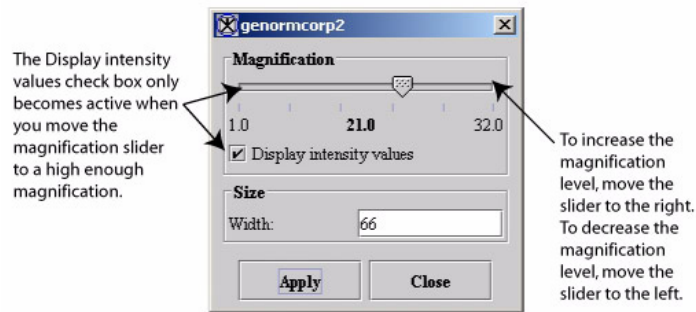 genormcorp2
The Display intensity
values check box only
becomes active when
you move the
magnification slider
to a high enough
magnification.
Magnification
1.0 21.0 32.0
Display intensity values
Size
Width: 66
Apply Close
To increase the
magnification
level, move the
slider to the right.
To decrease the
magnification
level, move the
slider to the left.